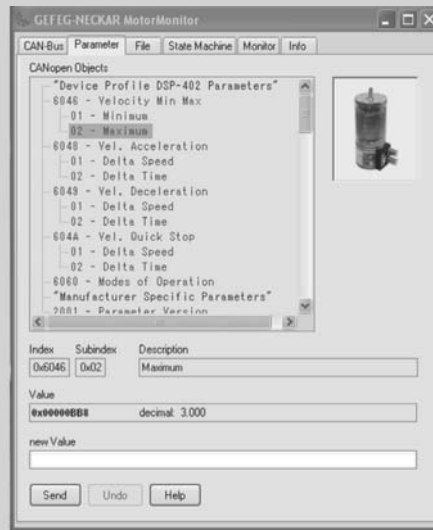 GEFEG-NECKAR MotorMonitor
CAN-Bus Parameter File State Machine Monitor Info
CANopen Objects
"Device Profile DSP-402 Parameters"
6046 - Velocity Min Max
01 - Minimum
02 - Maximum
6048 - Vel. Acceleration
01 - Delta Speed
02 - Delta Time
6049 - Vel. Deceleration
01 - Delta Speed
02 - Delta Time
604A - Vel. Quick Stop
01 - Delta Speed
02 - Delta Time
6060 - Modes of Operation
"Manufacturer Specific Parameters"
2001 - Parameter Version
Index Subindex Description
0x6046 0x02 Maximum
Value
0x00000BB8 decimal: 3.000
new Value
Send Undo Help